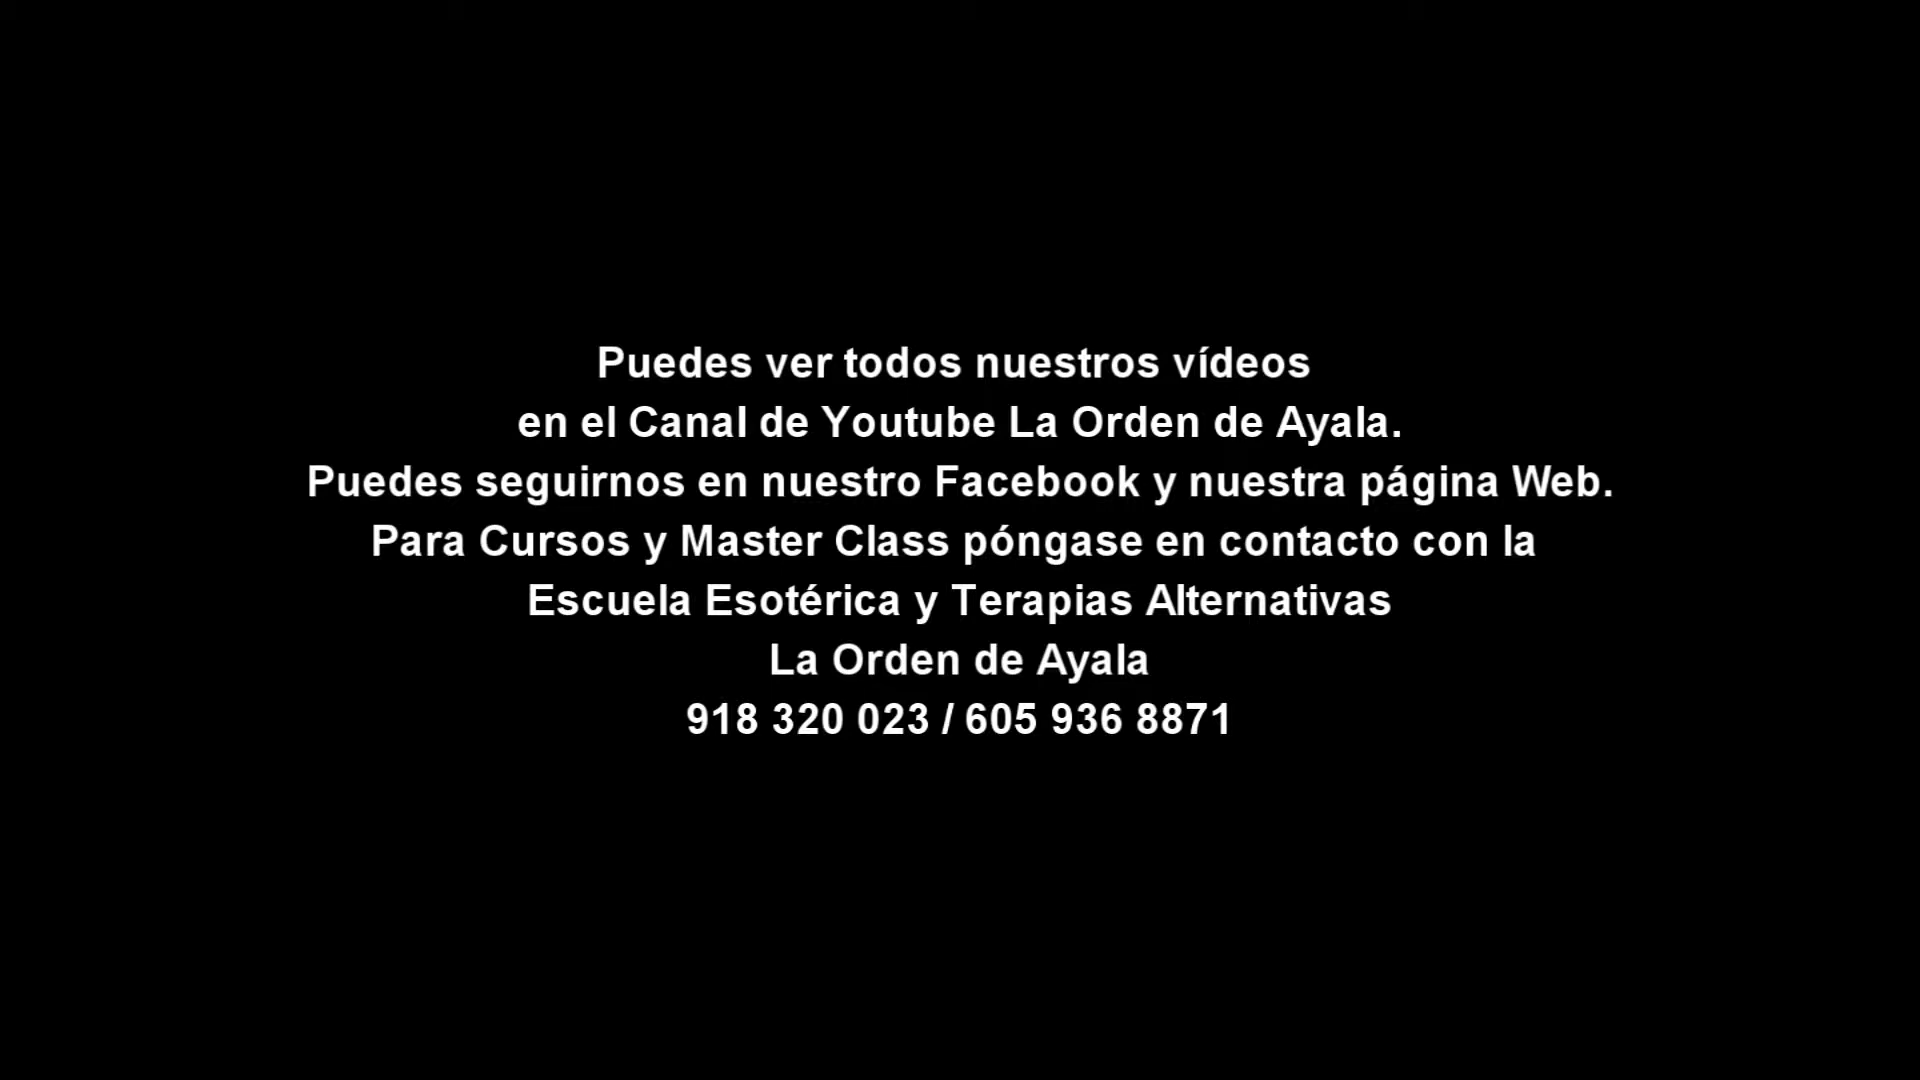 Puedes ver todos nuestros vídeos
en el Canal de Youtube La Orden de Ayala.
Puedes seguirnos en nuestro Facebook y nuestra página Web.
Para Cursos y Master Class póngase en contacto con la
Escuela Esotérica y Terapias Alternativas
La Orden de Ayala
918 320 023 / 605 936 8871